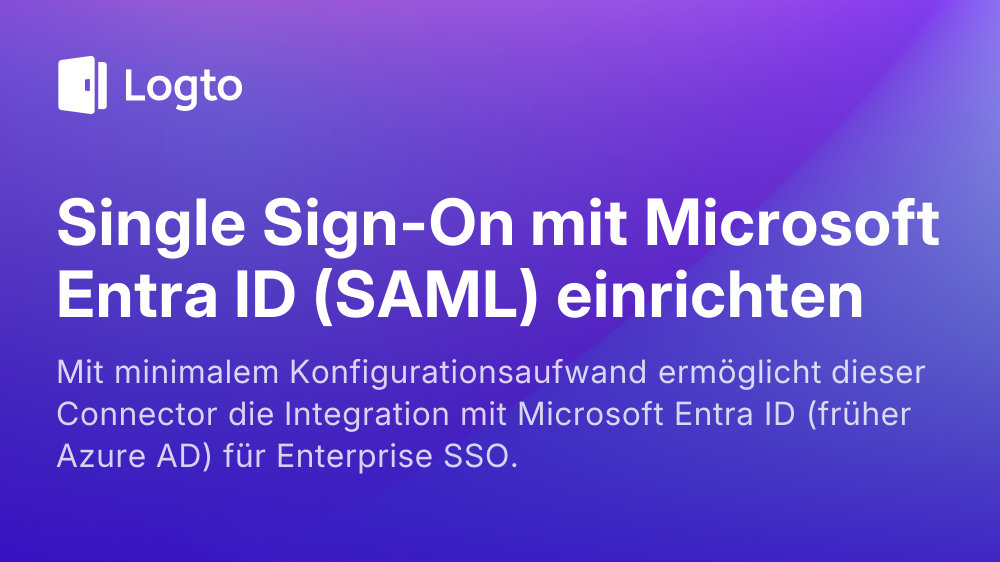 Logto
Single Sign-On mit Microsoft
Entra ID (SAML) einrichten
Mit minimalem Konfigurationsaufwand ermöglicht dieser
Connector die Integration mit Microsoft Entra ID (früher
Azure AD) für Enterprise SSO.